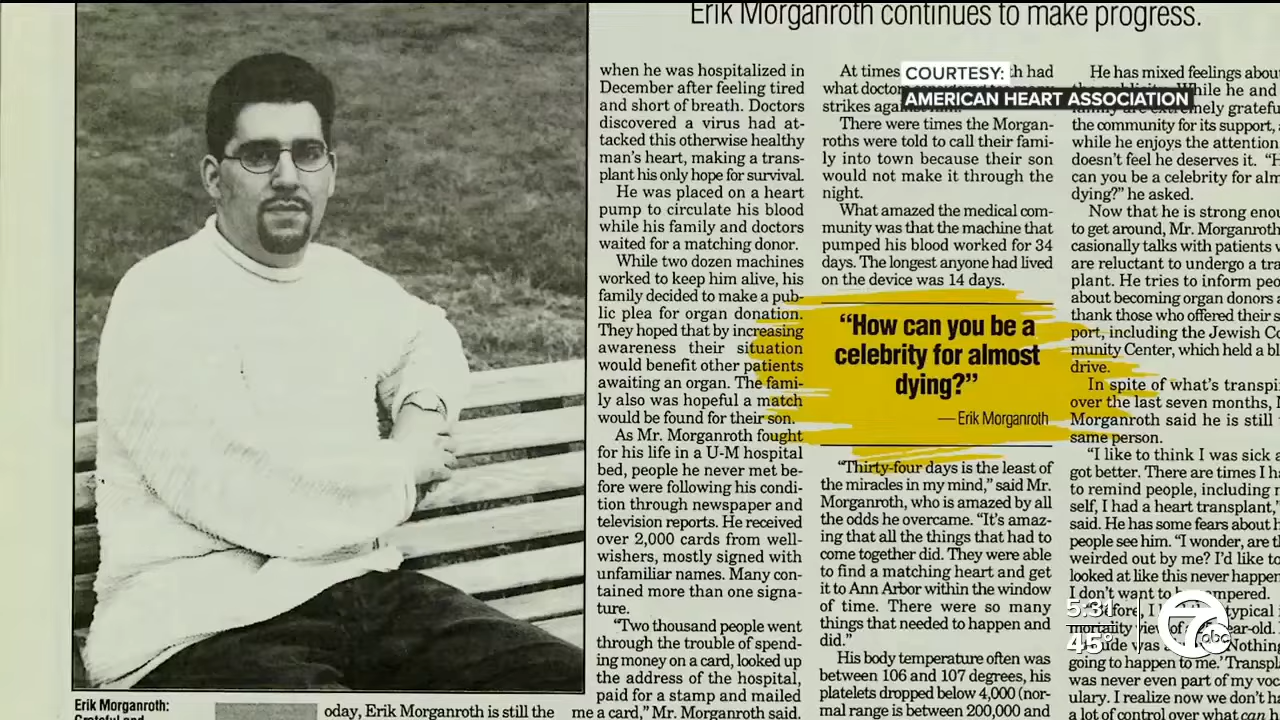 Erik Morganroth continues to make progress.
COURTESY:
AMERICAN HEART ASSOCIATION
when he was hospitalized in
December after feeling tired
and short of breath. Doctors
discovered a virus had at-
tacked this otherwise healthy
man's heart, making a trans-
plant his only hope for survival.
He was placed on a heart
pump to circulate his blood
while his family and doctors
waited for a matching donor.
While two dozen machines
worked to keep him alive, his
family decided to make a pub-
lic plea for organ donation.
They hoped that by increasing
awareness their situation
would benefit other patients
awaiting an organ. The fami-
ly also was hopeful a match
would be found for their son.
As Mr. Morganroth fought
for his life in a U-M hospital
bed, people he never met be-
fore were following his condi-
tion through newspaper and
television reports. He received
over 2,000 cards from well-
wishers, mostly signed with
unfamiliar names. Many con-
tained more than one signa-
ture.
"Two thousand people went
through the trouble of spend-
ing money on a card, looked up
the address of the hospital,
paid for a stamp and mailed
me a card," Mr. Morganroth said.
At times had
what
strikes
There were times the Morgan-
roths were told to call their fami-
ly into town because their son
would not make it through the
night.
What amazed the medical com-
munity was that the machine that
pumped his blood worked for 34
days. The longest anyone had lived
on the device was 14 days.
"How can you be a
celebrity for almost
dying?"
— Erik Morganroth
"Thirty-four days is the least of
the miracles in my mind," said Mr.
Morganroth, who is amazed by all
the odds he overcame. "It's amaz-
ing that all the things that had to
come together did. They were able
to find a matching heart and get
it to Ann Arbor within the window
of time. There were so many
things that needed to happen and
did."
His body temperature often was
between 106 and 107 degrees, his
platelets dropped below 4,000 (nor-
mal range is between 200,000 and
He has mixed feelings
While he and
family are
the community for its support,
while he enjoys the attention
doesn't feel he deserves it.
can you be a celebrity for
dying?" he asked.
Now that he is strong
to get around, Mr. Morganroth
casionally talks with patients
are reluctant to undergo a
plant. He tries to inform
about becoming organ donors
thank those who offered their
port, including the Jewish
munity Center, which held a
drive.
In spite of what's
over the last seven months,
Morganroth said he is still
same person.
"I like to think I was sick
got better. There are times I
to remind people, including
self, I had a heart transplant,"
said. He has some fears about
people see him. "I wonder, are
weirded out by me? I'd like to
looked at like this never
I don't want to
typical
mortality view of
was
going to happen to me.'
was never even part of my
ulary. I realize now we don't
a lot of control over what can
5:31
45°
7 abc
Erik Morganroth:
Grateful and
oday, Erik Morganroth is still the